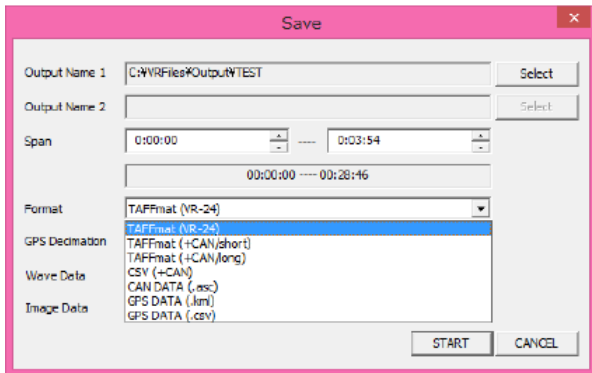 Save
Output Name 1 C:¥VRFiles¥Output¥TEST Select
Output Name 2 Select
Span 0:00:00 ---- 0:03:54
00:00:00 ---- 00:28:46
Format TAFFmat (VR-24)
TAFFmat (VR-24)
GPS Decimation TAFFmat (+CAN/short)
TAFFmat (+CAN/long)
Wave Data CSV (+CAN)
CAN DATA (.asc)
Image Data GPS DATA (.kml)
GPS DATA (.csv)
START CANCEL